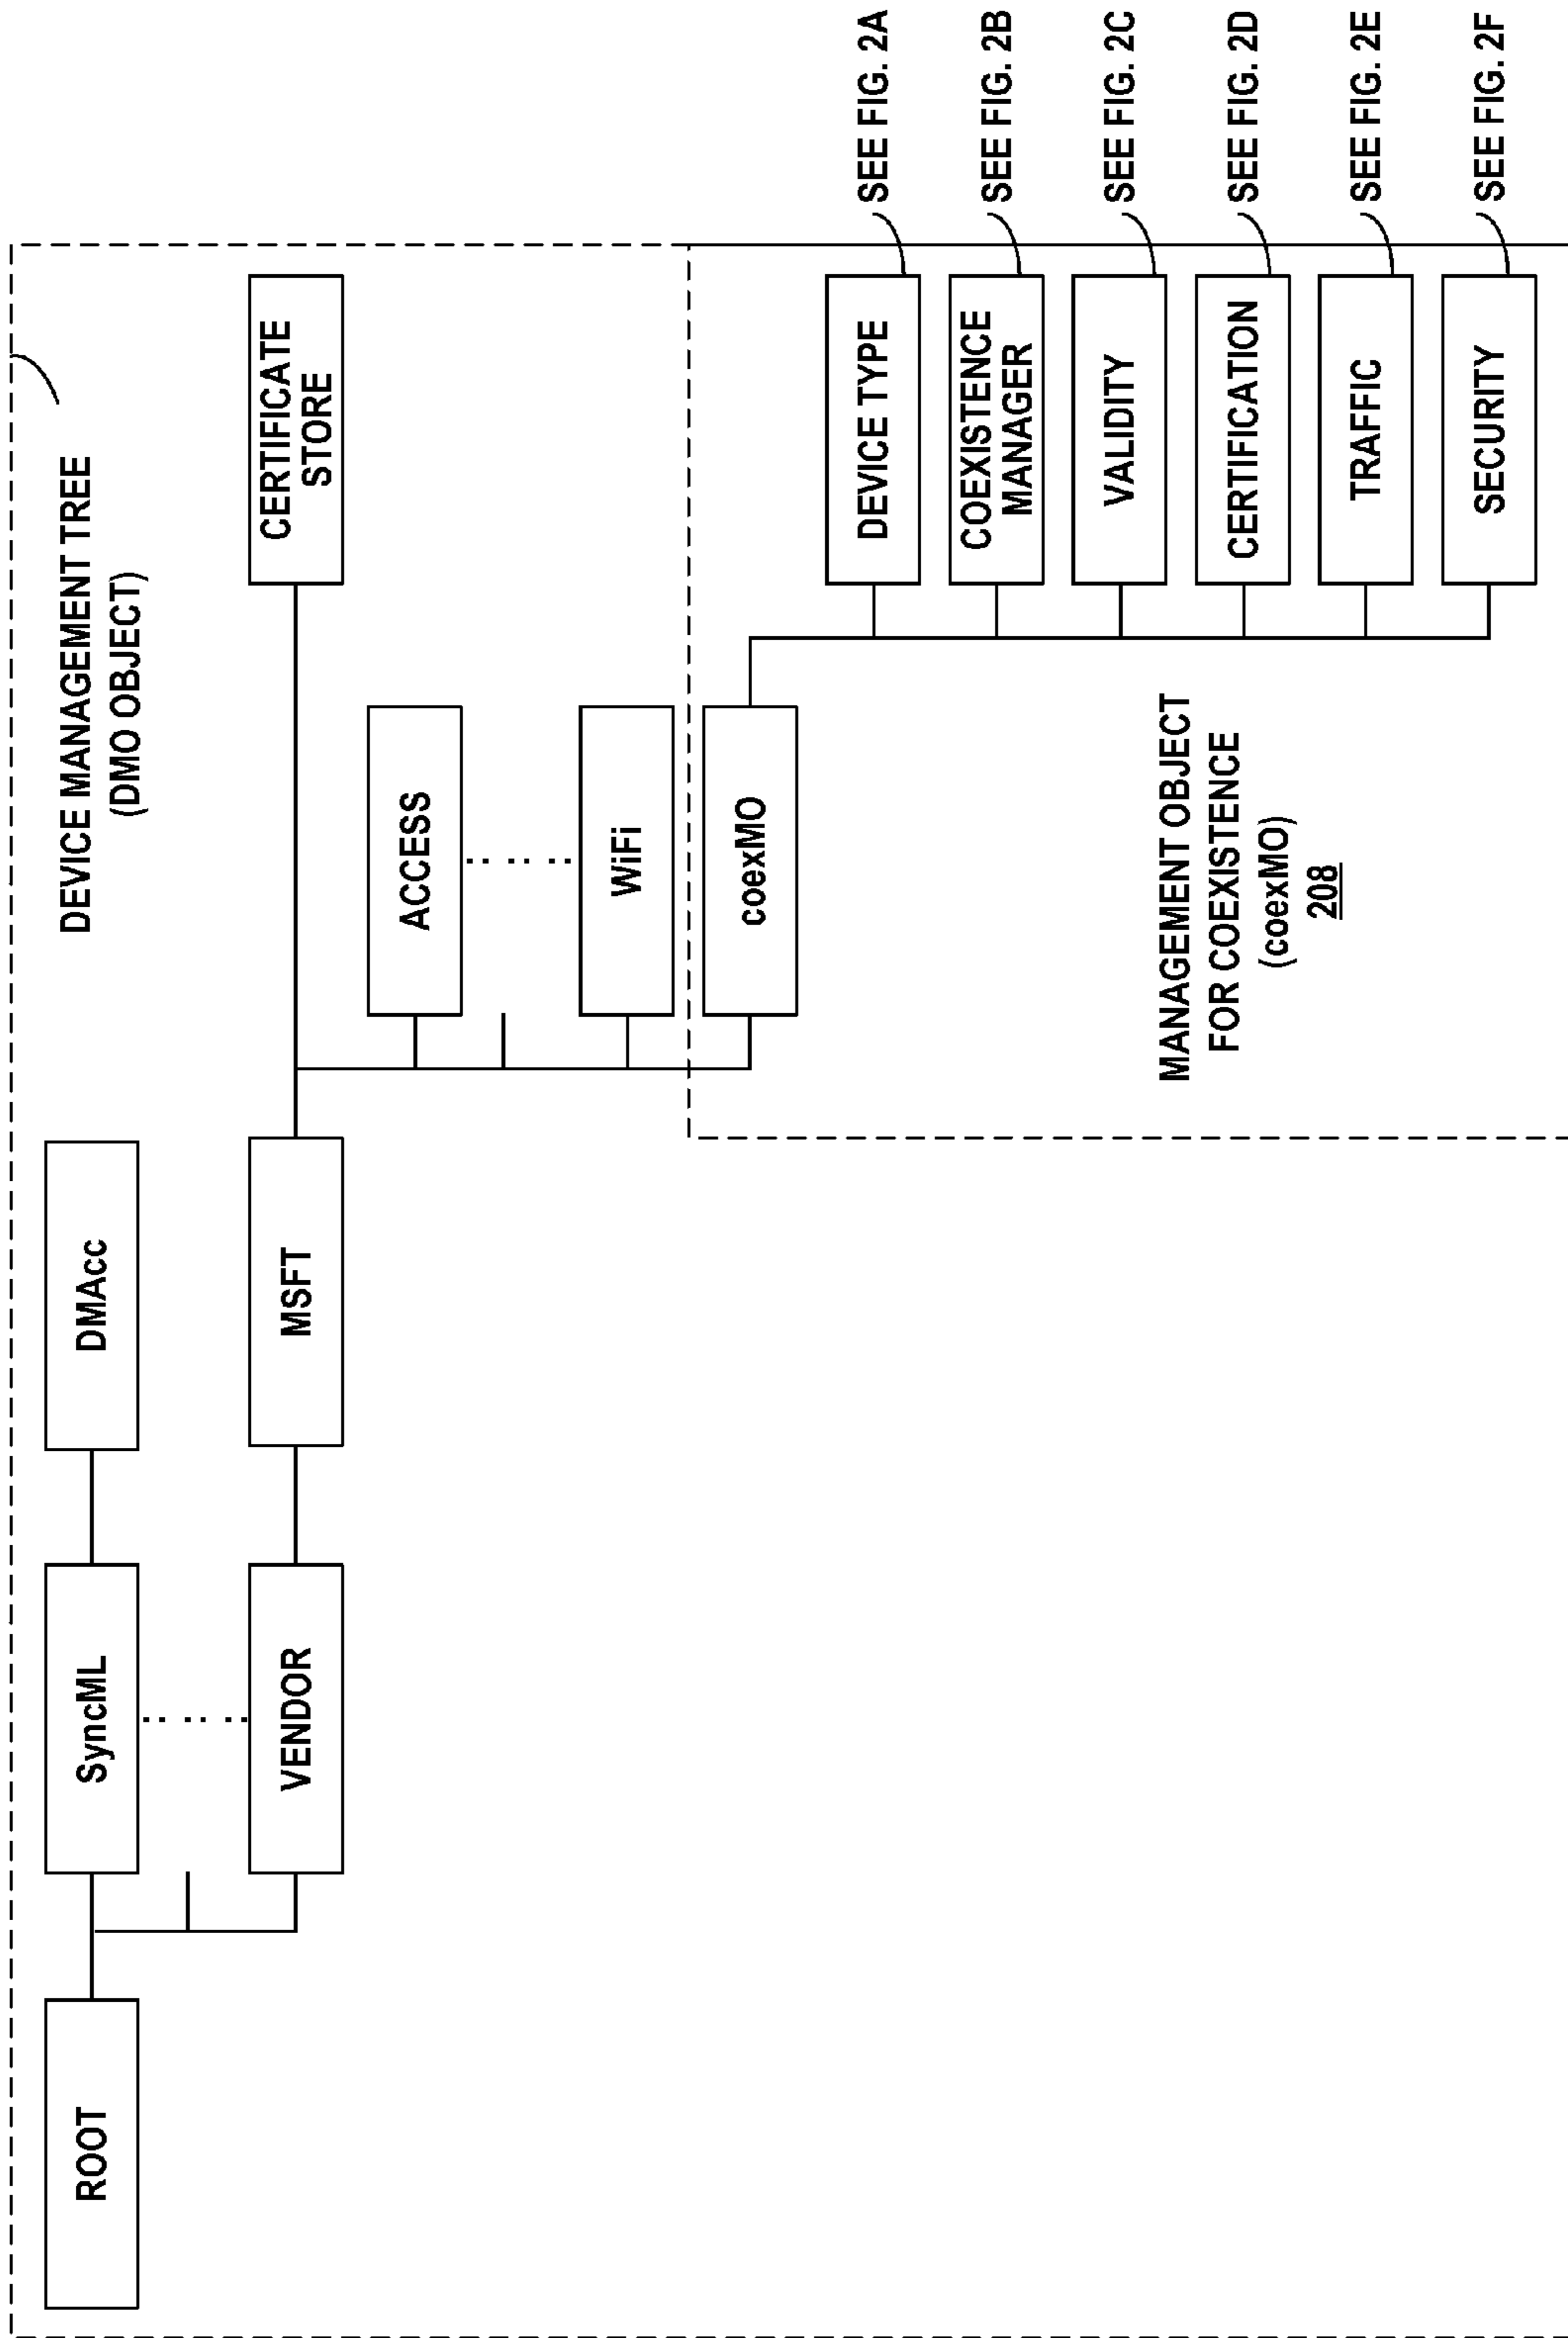 DEVICE MANAGEMENT TREE
(DMO OBJECT)
ROOT
SyncML
DMAcc
VENDOR
MSFT
CERTIFICATE
STORE
ACCESS
WiFi
coexMO
DEVICE TYPE
SEE FIG. 2A
COEXISTENCE
MANAGER
SEE FIG. 2B
VALIDITY
SEE FIG. 2C
CERTIFICATION
SEE FIG. 2D
TRAFFIC
SEE FIG. 2E
SECURITY
SEE FIG. 2F
MANAGEMENT OBJECT
FOR COEXISTENCE
(coexMO)
208